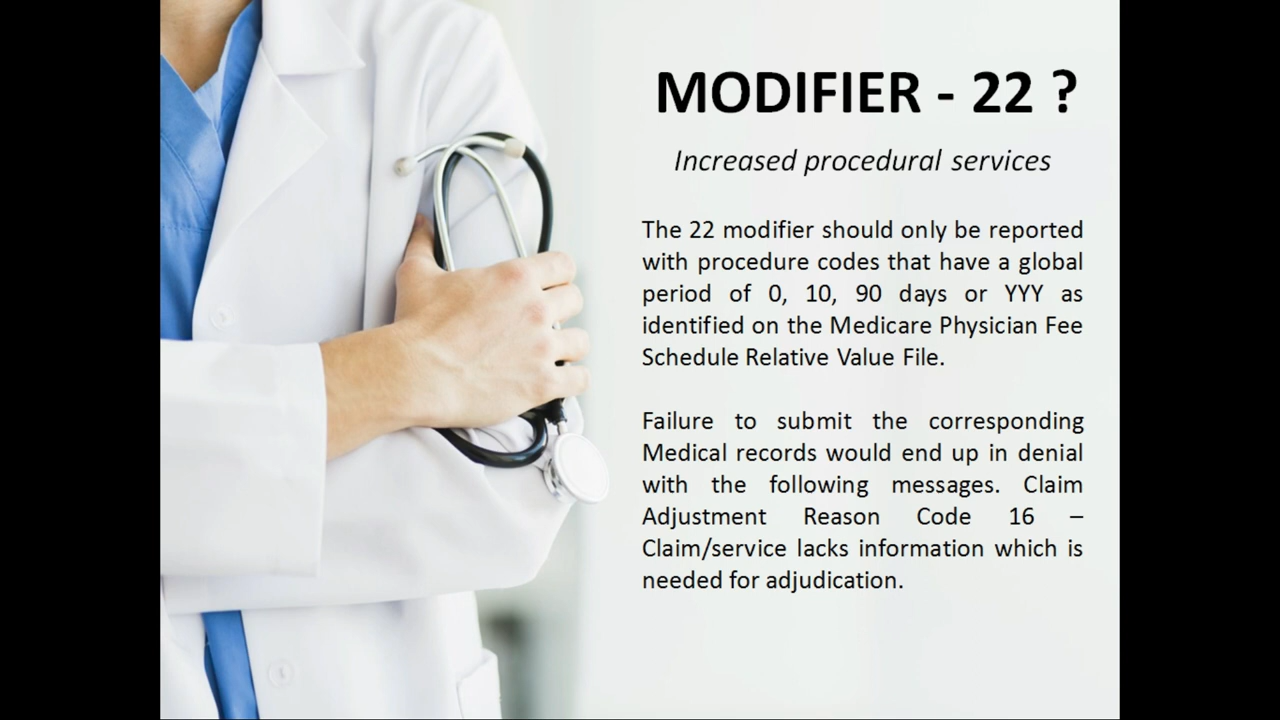 MODIFIER - 22 ?
Increased procedural services
The 22 modifier should only be reported
with procedure codes that have a global
period of 0, 10, 90 days or YYY as
identified on the Medicare Physician Fee
Schedule Relative Value File.
Failure to submit the corresponding
Medical records would end up in denial
with the following messages. Claim
Adjustment Reason Code 16 –
Claim/service lacks information which is
needed for adjudication.